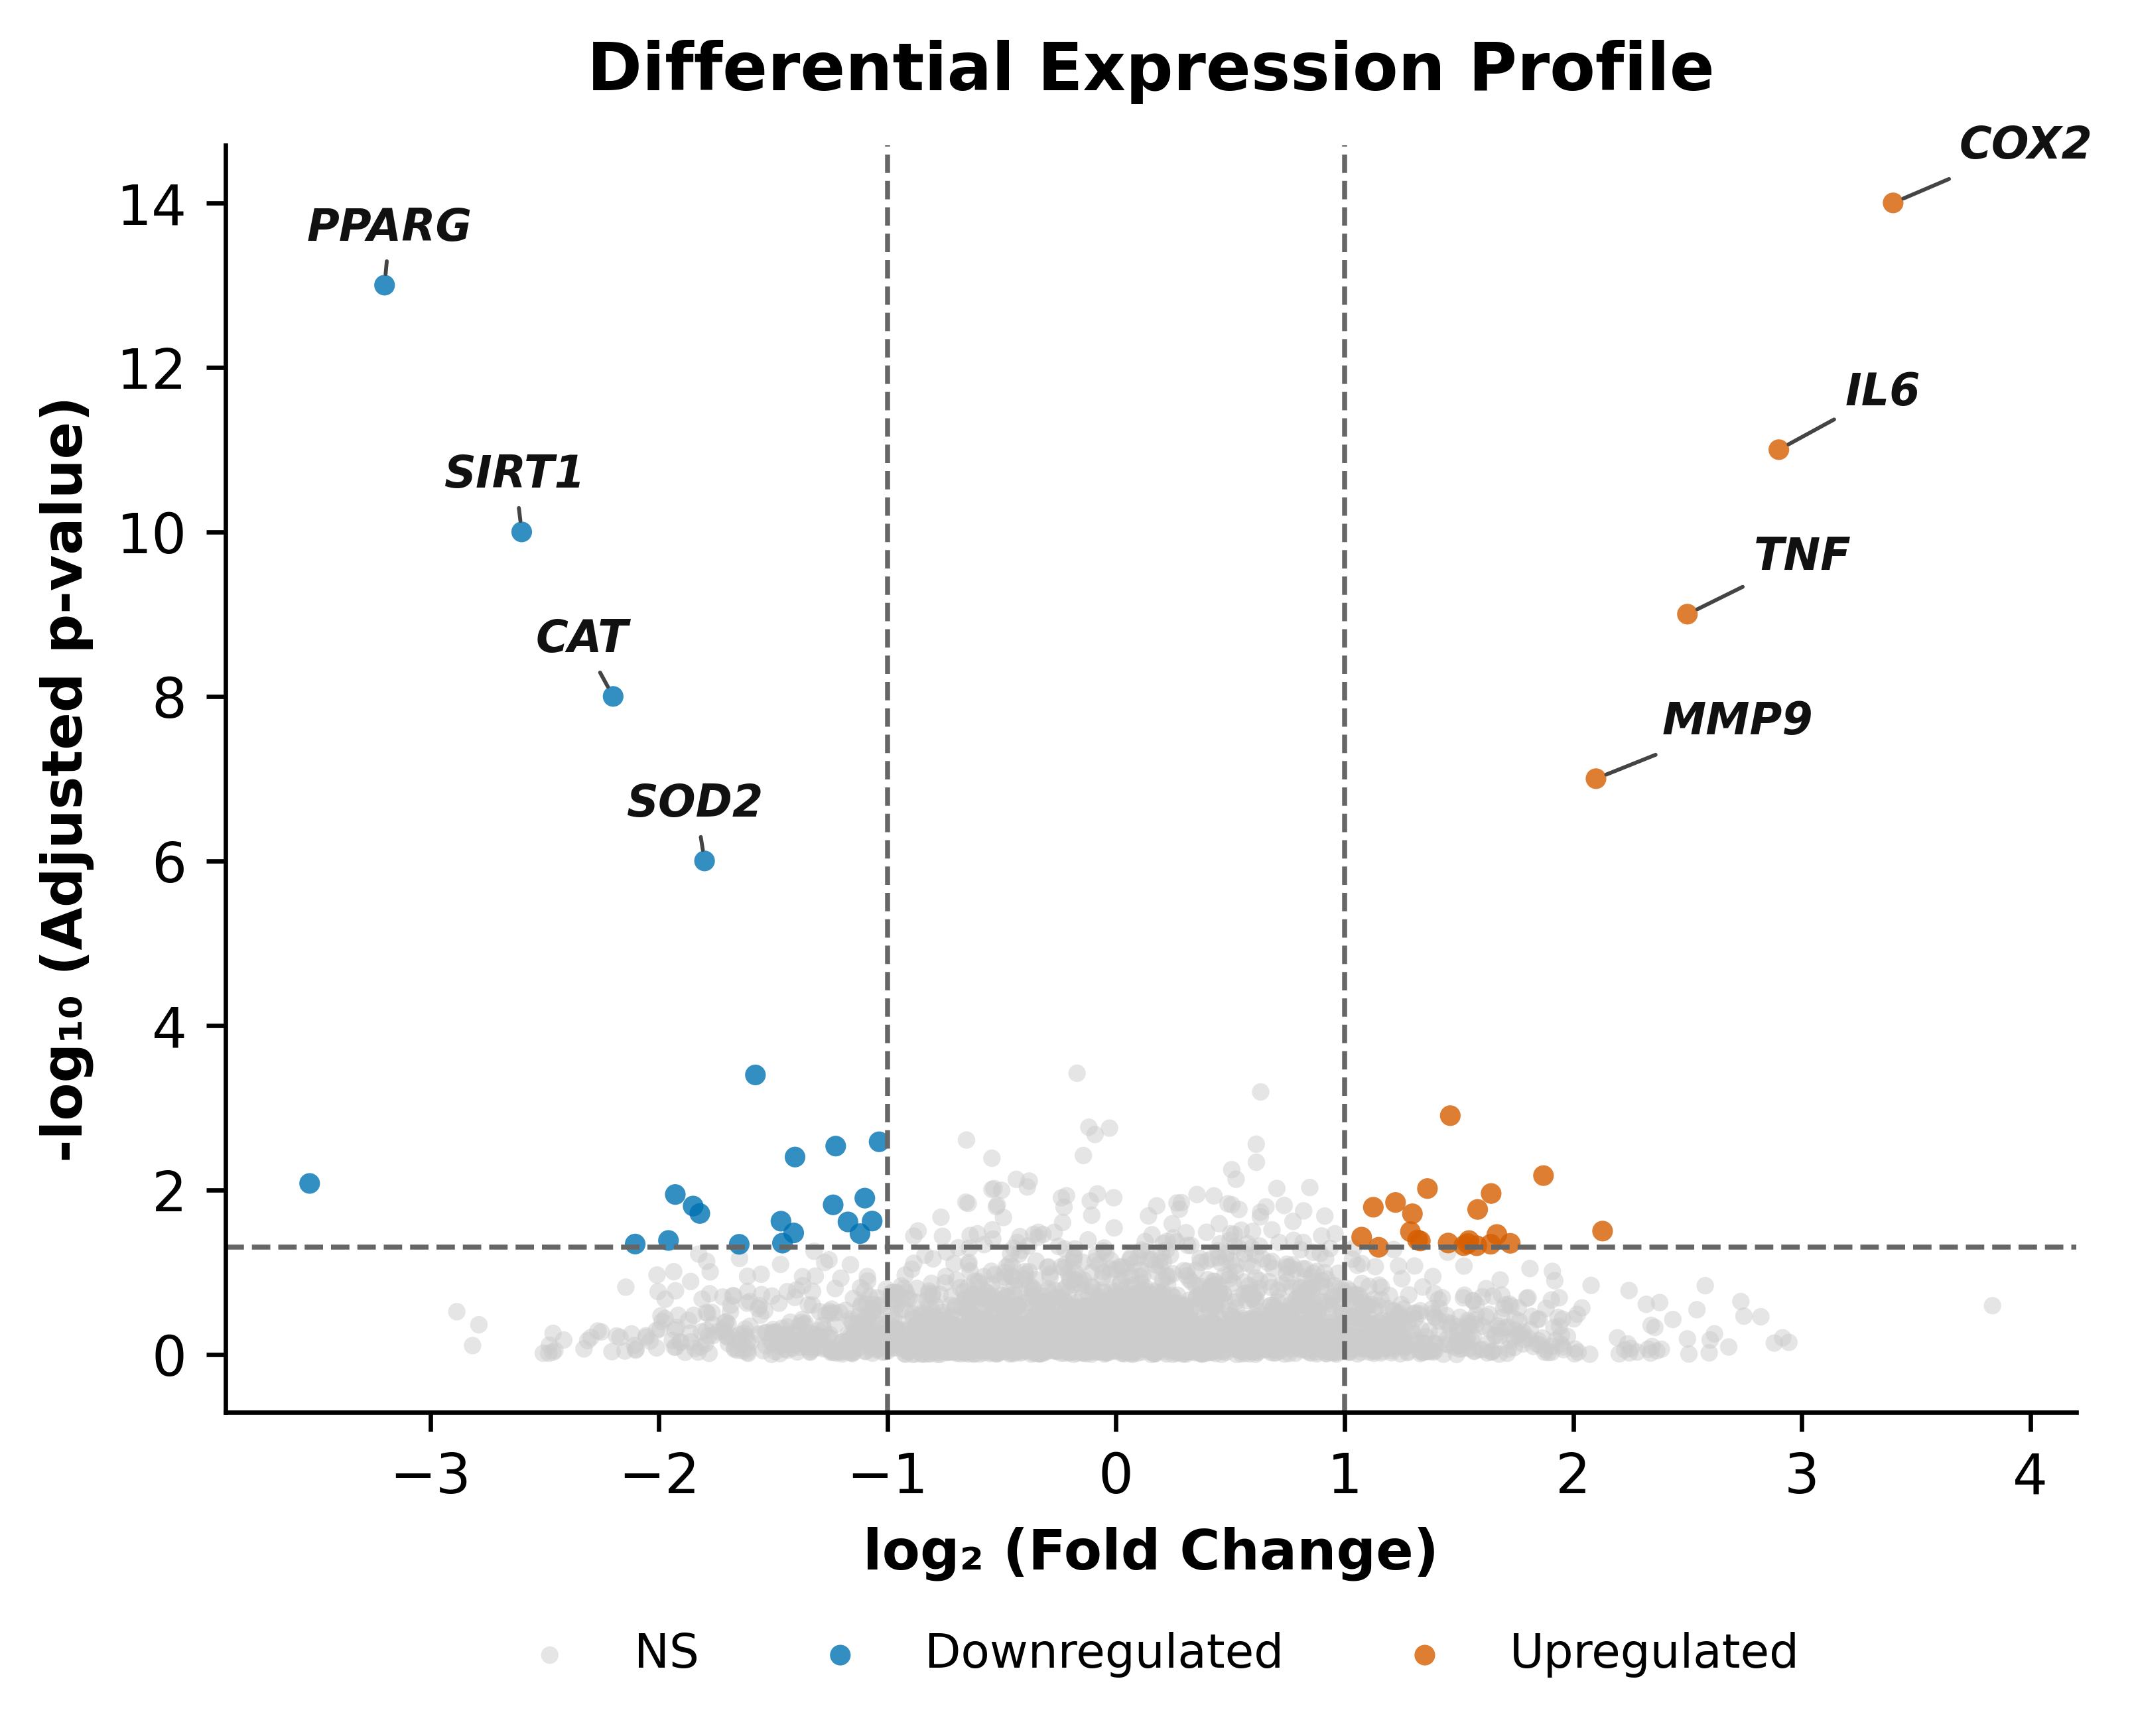 Differential Expression Profile
COX2
PPARG
IL6
SIRT1
TNF
CAT
MMP9
SOD2
14
12
10
8
6
4
2
0
-log₁₀ (Adjusted p-value)
−3 −2 −1 0 1 2 3 4
log₂ (Fold Change)
NS Downregulated Upregulated